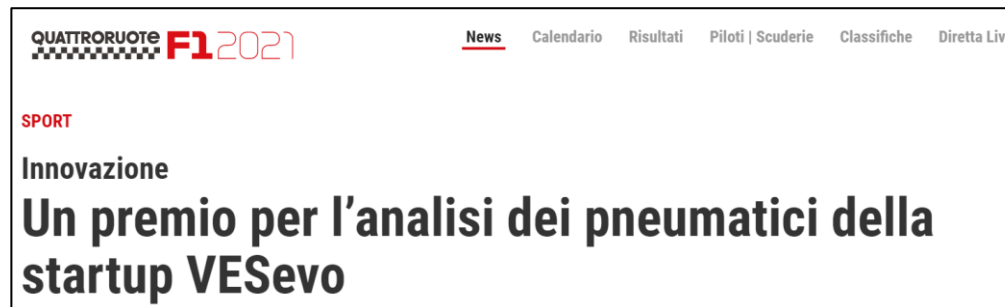 QUATTRORUOTE F1 2021
News Calendario Risultati Piloti | Scuderie Classifiche Diretta
SPORT
Innovazione
Un premio per l'analisi dei pneumatici della
startup VESevo